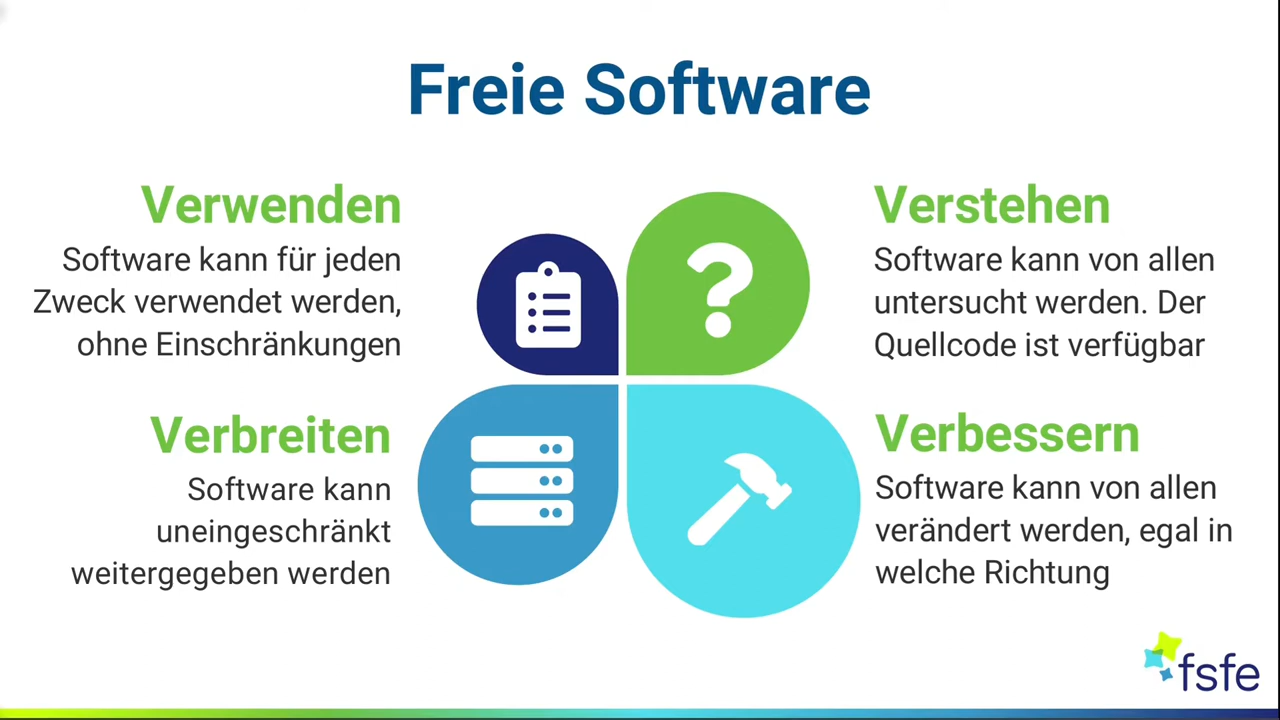 Freie Software
Verwenden
Software kann für jeden
Zweck verwendet werden,
ohne Einschränkungen
Verstehen
Software kann von allen
untersucht werden. Der
Quellcode ist verfügbar
Verbreiten
Software kann
uneingeschränkt
weitergegeben werden
Verbessern
Software kann von allen
verändert werden, egal in
welche Richtung
fsfe